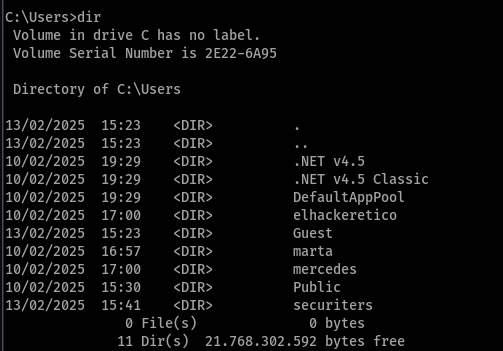 C:\Users>dir
 Volume in drive C has no label.
 Volume Serial Number is 2E22-6A95

 Directory of C:\Users

13/02/2025  15:23    <DIR>          .
13/02/2025  15:23    <DIR>          ..
10/02/2025  19:29    <DIR>          .NET v4.5
10/02/2025  19:29    <DIR>          .NET v4.5 Classic
10/02/2025  19:29    <DIR>          DefaultAppPool
10/02/2025  17:00    <DIR>          elhackeretico
13/02/2025  15:23    <DIR>          Guest
10/02/2025  16:57    <DIR>          marta
10/02/2025  17:00    <DIR>          mercedes
10/02/2025  15:30    <DIR>          Public
13/02/2025  15:41    <DIR>          securiters
               0 File(s)              0 bytes
              11 Dir(s)  21.768.302.592 bytes free